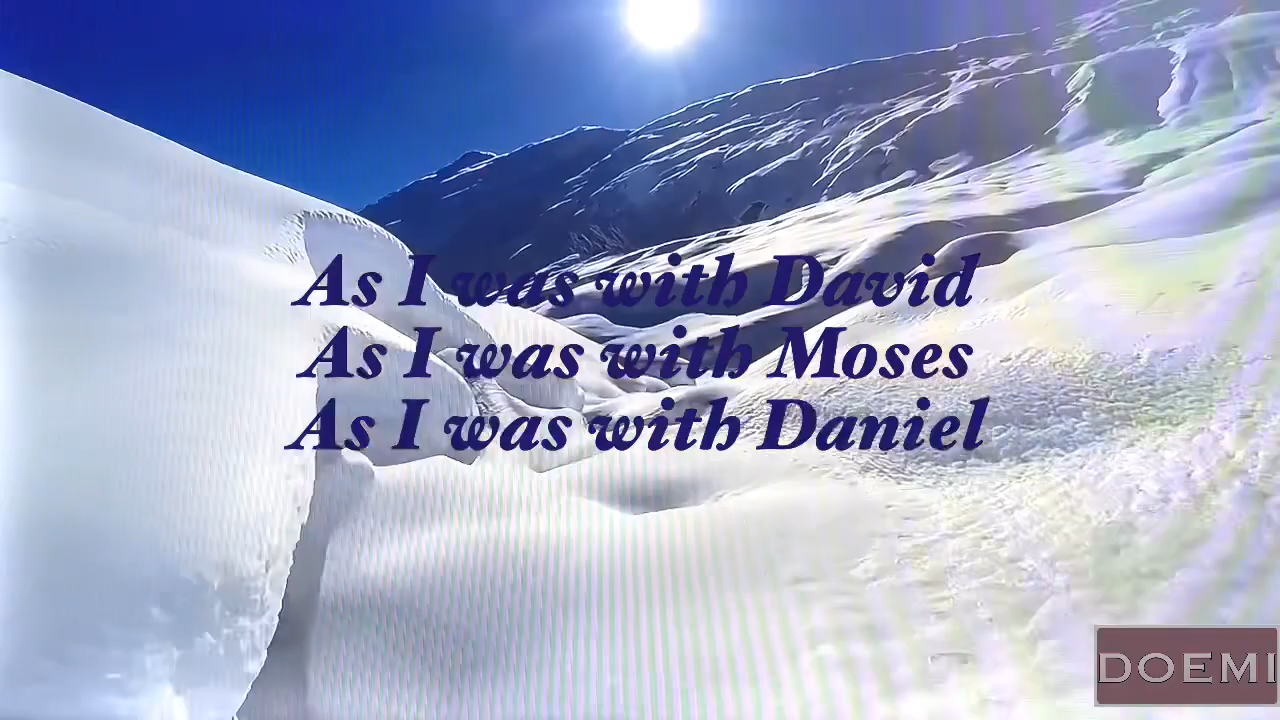 As I was with David
As I was with Moses
As I was with Daniel
DOEMI